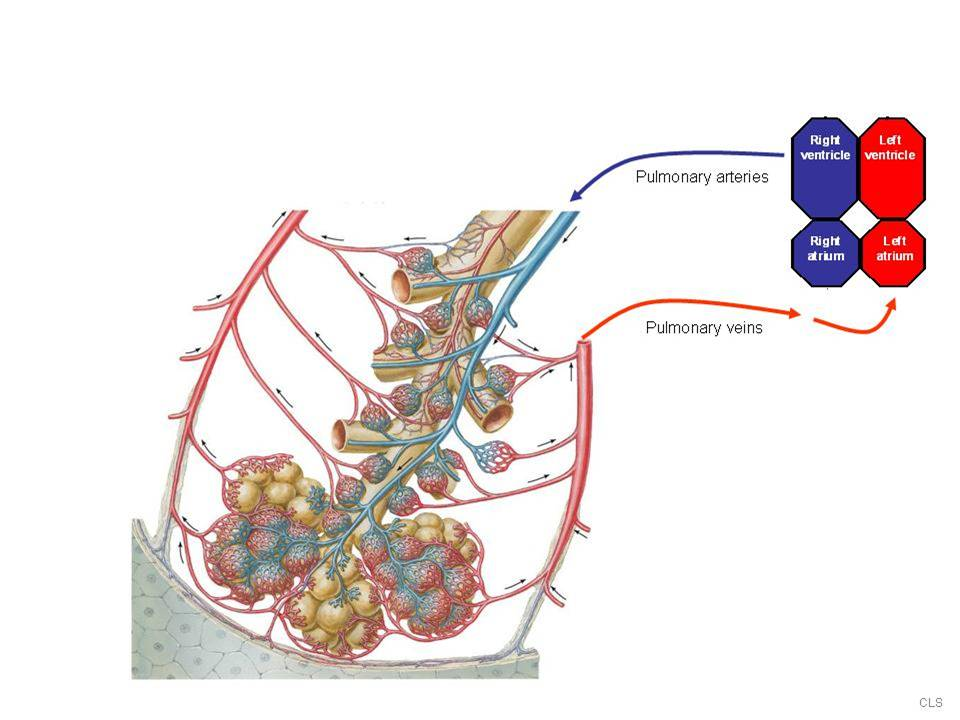 Right
ventricle
Left
ventricle
Pulmonary arteries
Right
atrium
Left
atrium
Pulmonary veins
CLS